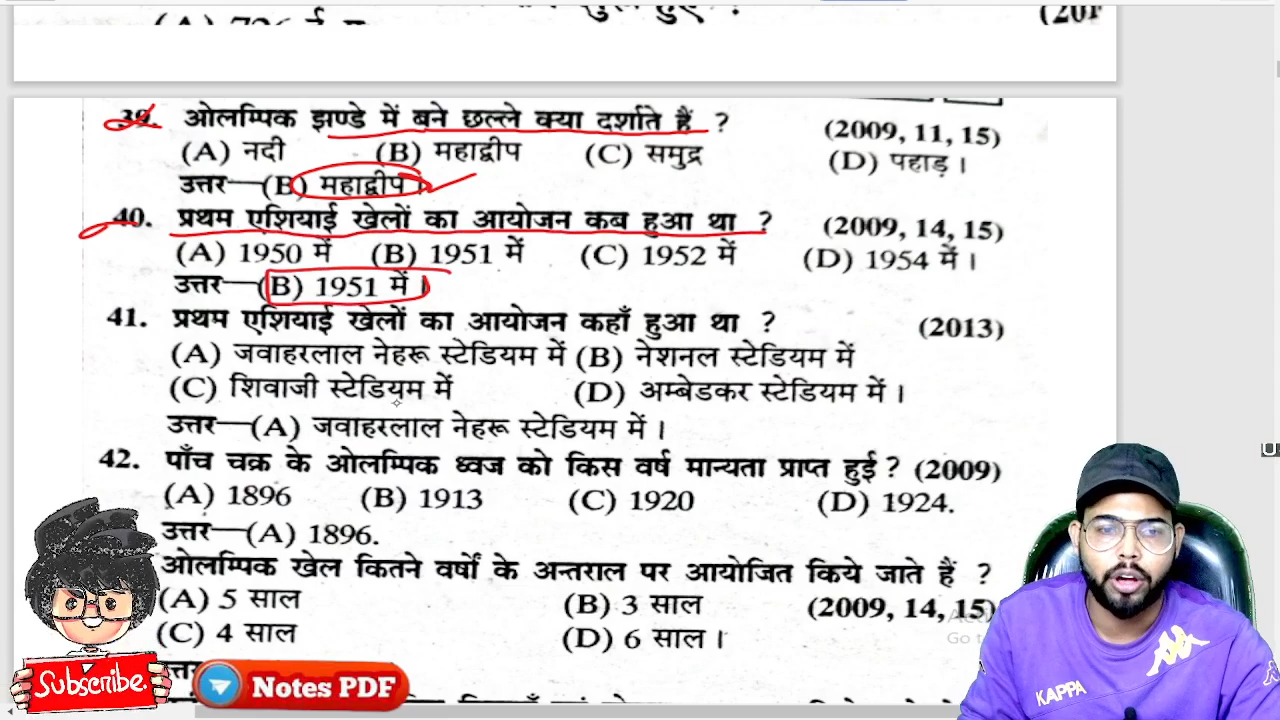 हुए ?
(201
39. ओलम्पिक झण्डे में बने छल्ले क्या दर्शाते हैं ? (2009, 11, 15)
(A) नदी (B) महाद्वीप (C) समुद्र (D) पहाड़ ।
उत्तर—(B) महाद्वीप ।
40. प्रथम एशियाई खेलों का आयोजन कब हुआ था ? (2009, 14, 15)
(A) 1950 में (B) 1951 में (C) 1952 में (D) 1954 में ।
उत्तर—(B) 1951 में ।
41. प्रथम एशियाई खेलों का आयोजन कहाँ हुआ था ? (2013)
(A) जवाहरलाल नेहरू स्टेडियम में (B) नेशनल स्टेडियम में
(C) शिवाजी स्टेडियम में (D) अम्बेडकर स्टेडियम में ।
उत्तर—(A) जवाहरलाल नेहरू स्टेडियम में ।
42. पाँच चक्र के ओलम्पिक ध्वज को किस वर्ष मान्यता प्राप्त हुई ? (2009)
(A) 1896 (B) 1913 (C) 1920 (D) 1924.
उत्तर—(A) 1896.
ओलम्पिक खेल कितने वर्षों के अन्तराल पर आयोजित किये जाते हैं ?
(A) 5 साल (B) 3 साल (2009, 14, 15)
(C) 4 साल (D) 6 साल ।
Subscribe.
Notes PDF
KAPPA